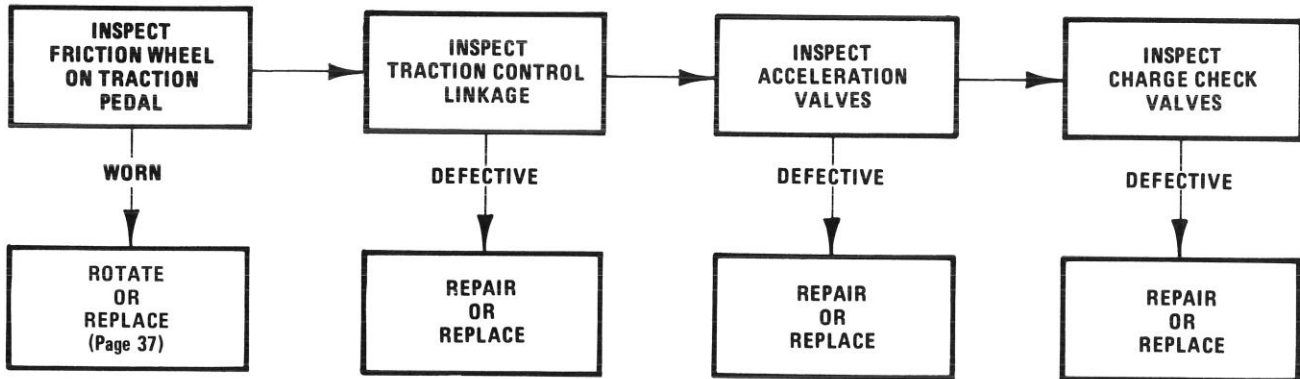 INSPECT
FRICTION WHEEL
ON TRACTION
PEDAL
INSPECT
TRACTION CONTROL
LINKAGE
INSPECT
ACCELERATION
VALVES
INSPECT
CHARGE CHECK
VALVES
WORN
DEFECTIVE
DEFECTIVE
DEFECTIVE
ROTATE
OR
REPLACE
(Page 37)
REPAIR
OR
REPLACE
REPAIR
OR
REPLACE
REPAIR
OR
REPLACE